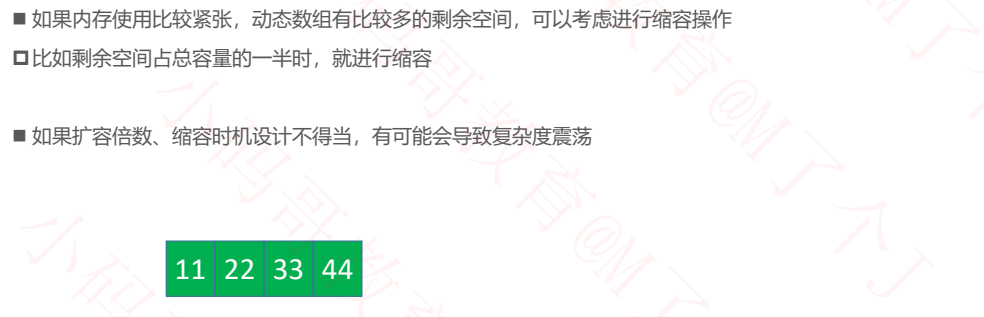 ■ 如果内存使用比较紧张，动态数组有比较多的剩余空间，可以考虑进行缩容操作
比如剩余空间占总容量的一半时，就进行缩容
■ 如果扩容倍数、缩容时机设计不得当，有可能会导致复杂度震荡
11 22 33 44
小码哥教育@M了个J